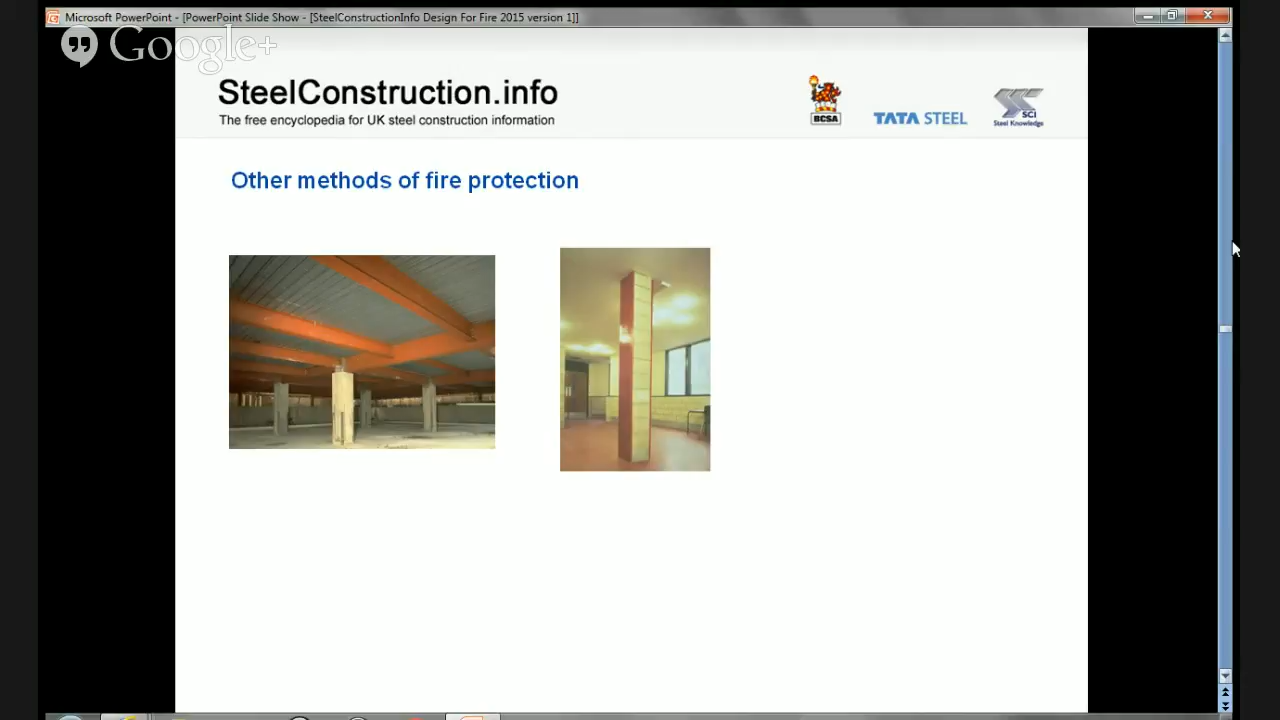 Microsoft PowerPoint - [PowerPoint Slide Show - [SteelConstructionInfo Design For Fire 2015 version 1]]
Google+
SteelConstruction.info
The free encyclopedia for UK steel construction information
BCSA
TATA STEEL
SCI
Steel Knowledge
Other methods of fire protection